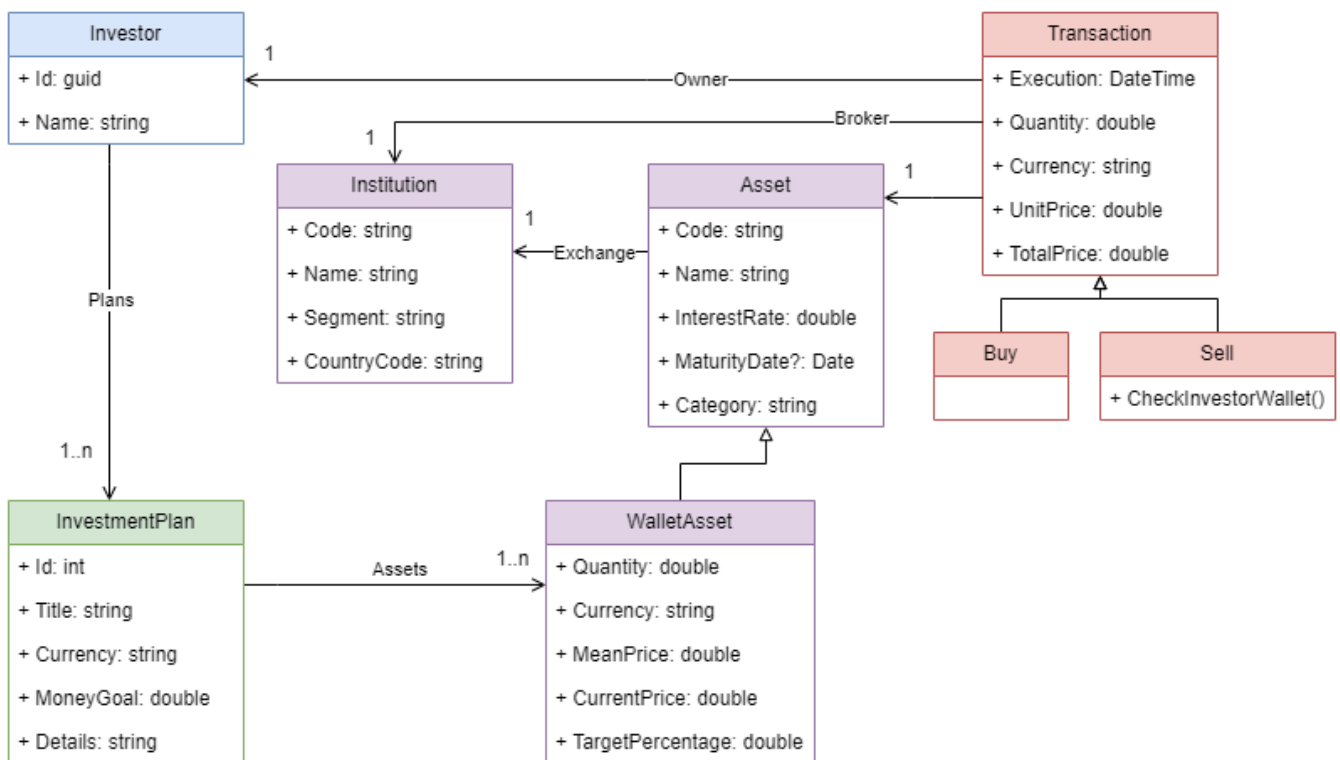 Investor
+ Id: guid
+ Name: string
1
Owner
Transaction
+ Execution: DateTime
+ Quantity: double
+ Currency: string
+ UnitPrice: double
+ TotalPrice: double
Broker
1
1
Institution
+ Code: string
+ Name: string
+ Segment: string
+ CountryCode: string
1
Exchange
Asset
+ Code: string
+ Name: string
+ InterestRate: double
+ MaturityDate?: Date
+ Category: string
Buy
Sell
+ CheckInvestorWallet()
Plans
1..n
InvestmentPlan
+ Id: int
+ Title: string
+ Currency: string
+ MoneyGoal: double
+ Details: string
Assets
1..n
WalletAsset
+ Quantity: double
+ Currency: string
+ MeanPrice: double
+ CurrentPrice: double
+ TargetPercentage: double